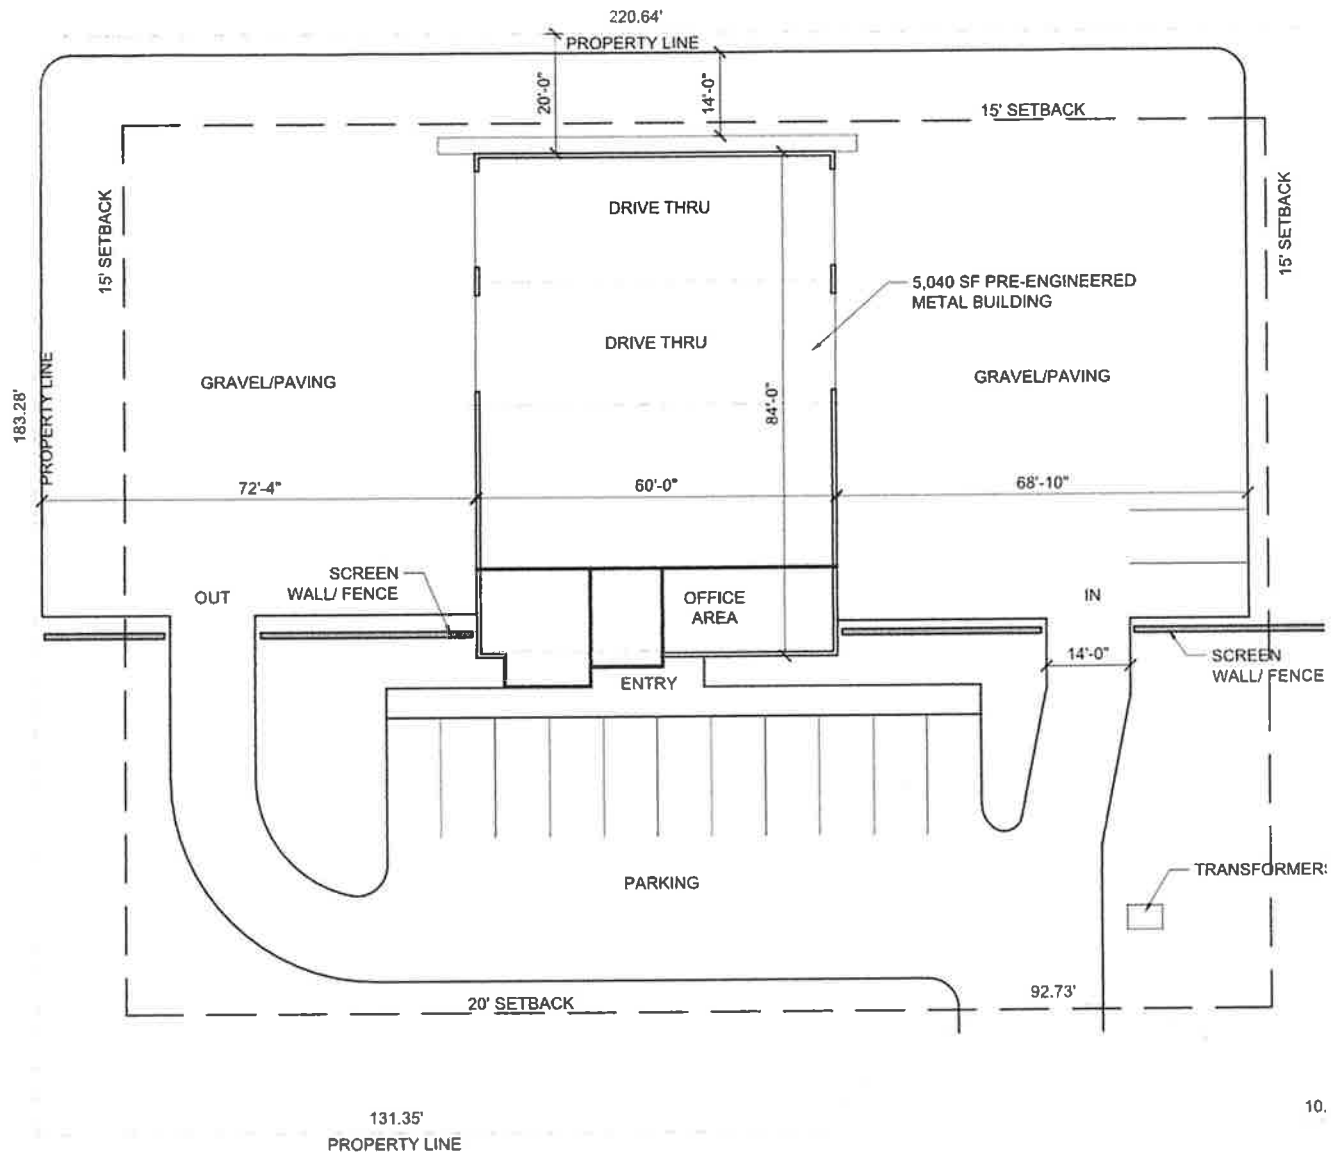 220.64'
PROPERTY LINE
20'-0"
14'-0"
15' SETBACK
DRIVE THRU
15' SETBACK
15' SETBACK
5,040 SF PRE-ENGINEERED
METAL BUILDING
DRIVE THRU
GRAVEL/PAVING
GRAVEL/PAVING
183.28'
PROPERTY LINE
84'-0"
72'-4"
60'-0"
68'-10"
SCREEN
WALL/ FENCE
OUT
OFFICE
AREA
IN
14'-0"
SCREEN
WALL/ FENCE
ENTRY
PARKING
TRANSFORMERS
20' SETBACK
92.73'
131.35'
PROPERTY LINE
10.